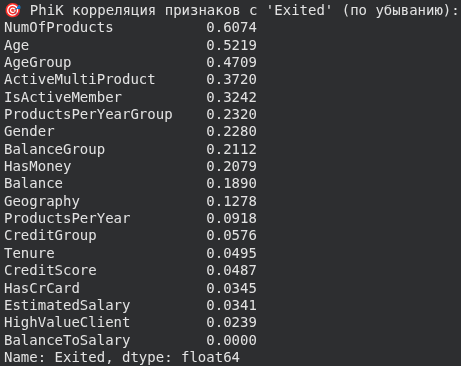 🎯 PhiK корреляция признаков с 'Exited' (по убыванию):
NumOfProducts 0.6074
Age 0.5219
AgeGroup 0.4709
ActiveMultiProduct 0.3720
IsActiveMember 0.3242
ProductsPerYearGroup 0.2320
Gender 0.2280
BalanceGroup 0.2112
HasMoney 0.2079
Balance 0.1890
Geography 0.1278
ProductsPerYear 0.0918
CreditGroup 0.0576
Tenure 0.0495
CreditScore 0.0487
HasCrCard 0.0345
EstimatedSalary 0.0341
HighValueClient 0.0239
BalanceToSalary 0.0000
Name: Exited, dtype: float64